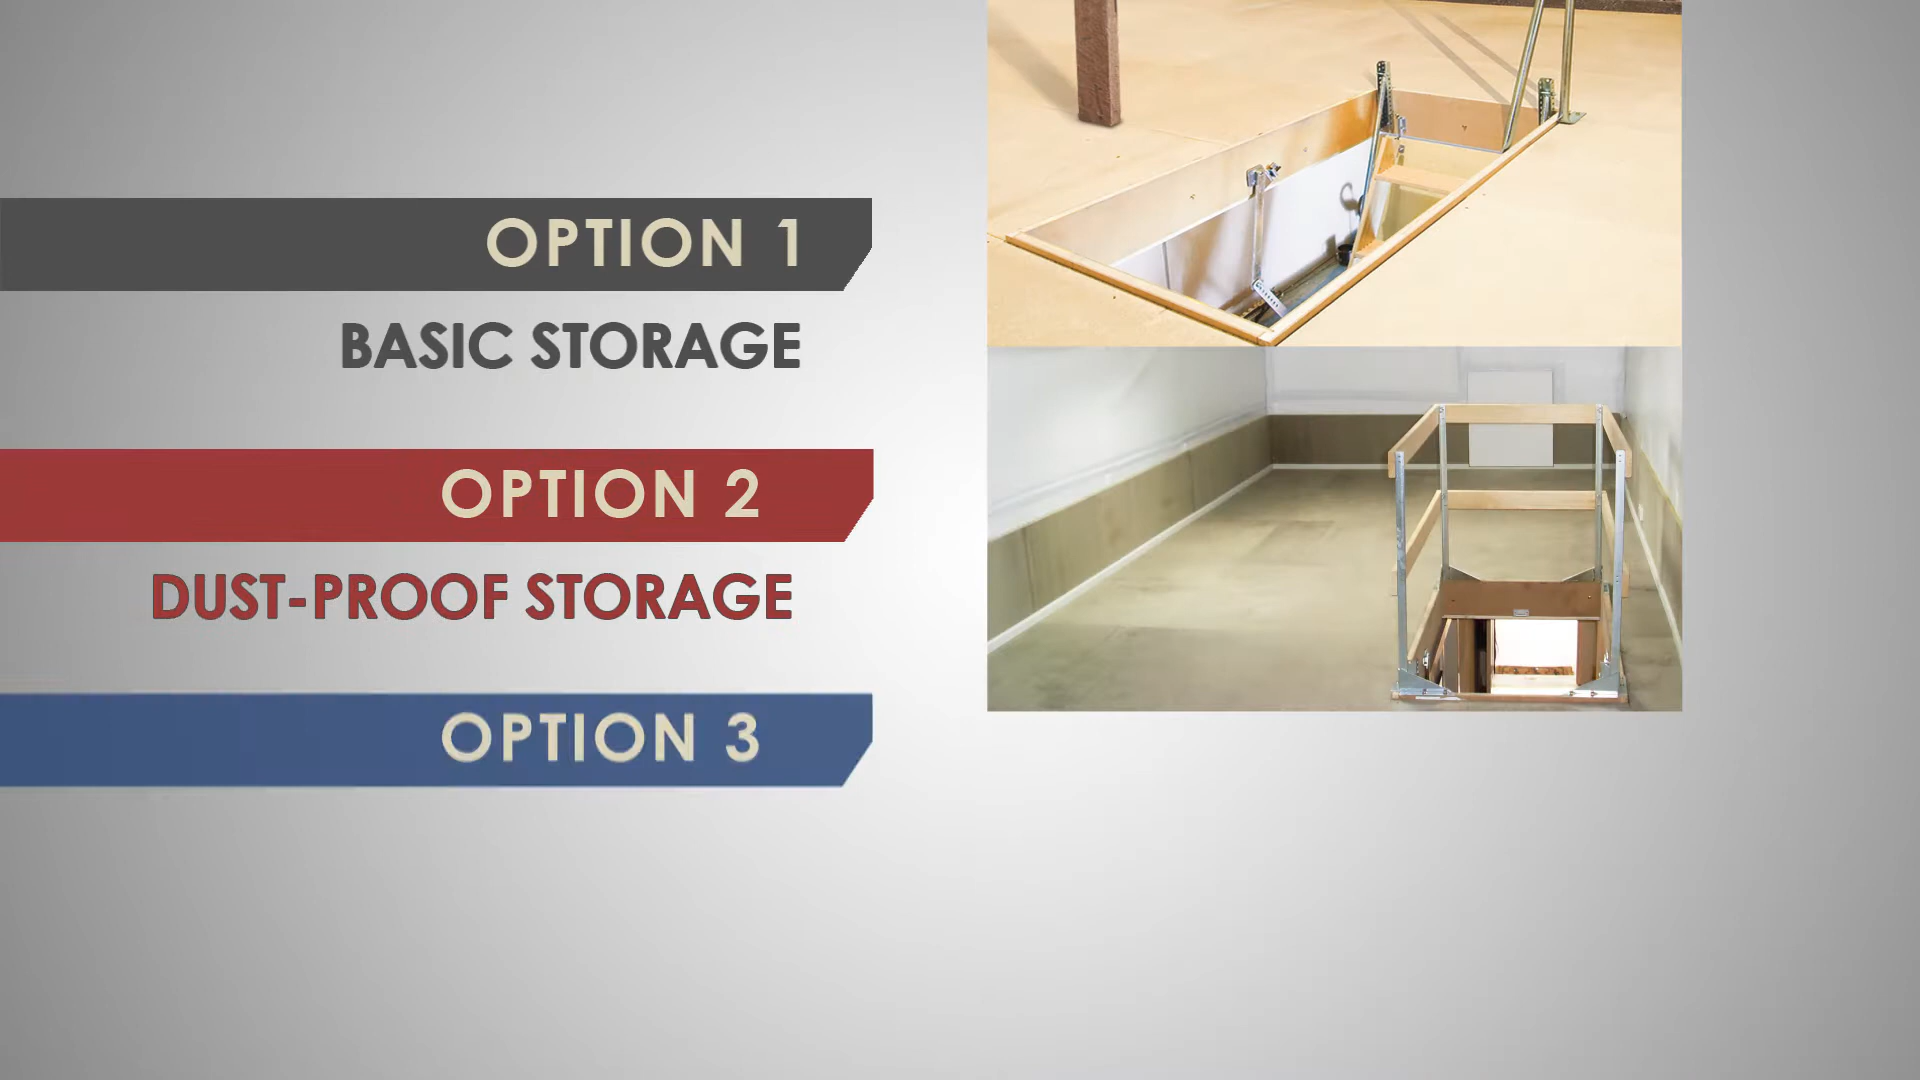 OPTION 1
BASIC STORAGE
OPTION 2
DUST-PROOF STORAGE
OPTION 3